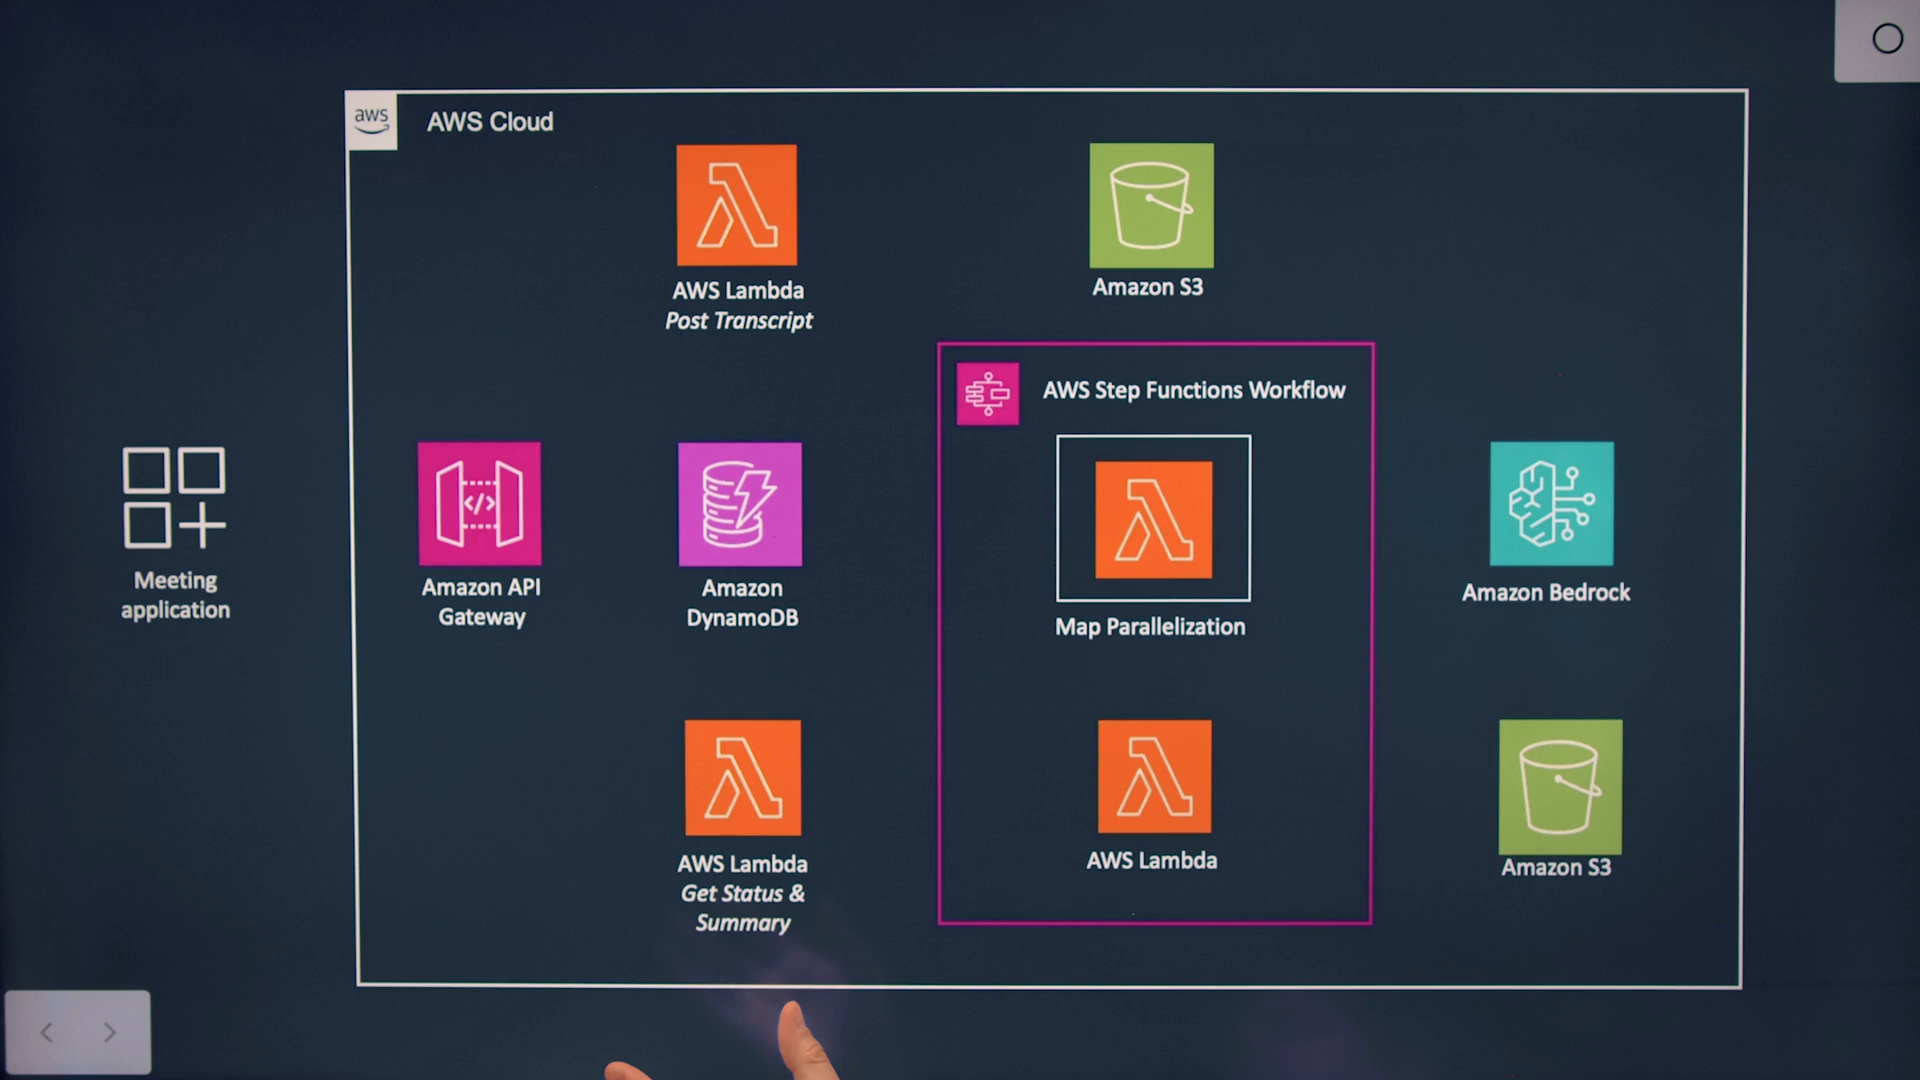 aws
AWS Cloud
AWS Lambda
Post Transcript
Amazon S3
AWS Step Functions Workflow
Meeting
application
Amazon API
Gateway
</>
Amazon
DynamoDB
Map Parallelization
Amazon Bedrock
AWS Lambda
Get Status &
Summary
AWS Lambda
Amazon S3